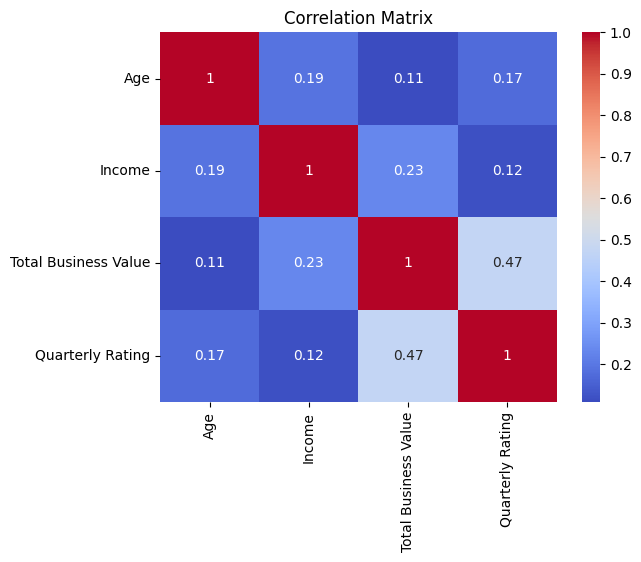 Correlation Matrix
Age 1 0.19 0.11 0.17
Income 0.19 1 0.23 0.12
Total Business Value 0.11 0.23 1 0.47
Quarterly Rating 0.17 0.12 0.47 1
Age
Income
Total Business Value
Quarterly Rating
1.0
0.9
0.8
0.7
0.6
0.5
0.4
0.3
0.2